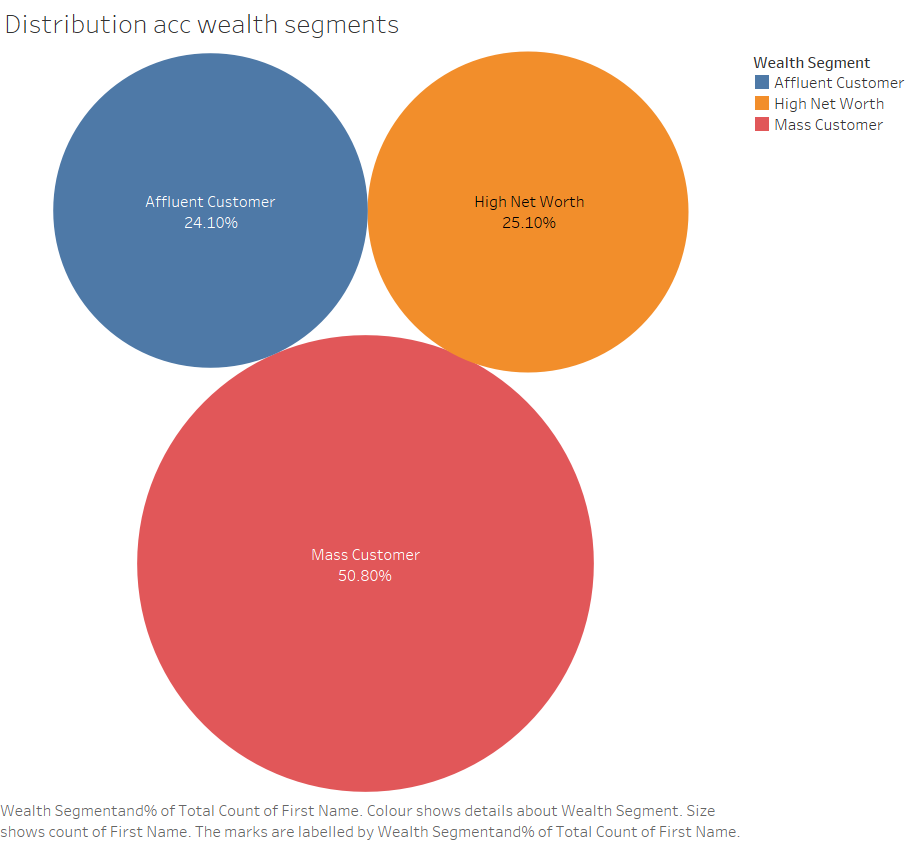 Distribution acc wealth segments
Wealth Segment
Affluent Customer
High Net Worth
Mass Customer
Affluent Customer
24.10%
High Net Worth
25.10%
Mass Customer
50.80%
Wealth Segmentand% of Total Count of First Name. Colour shows details about Wealth Segment. Size
shows count of First Name. The marks are labelled by Wealth Segmentand% of Total Count of First Name.